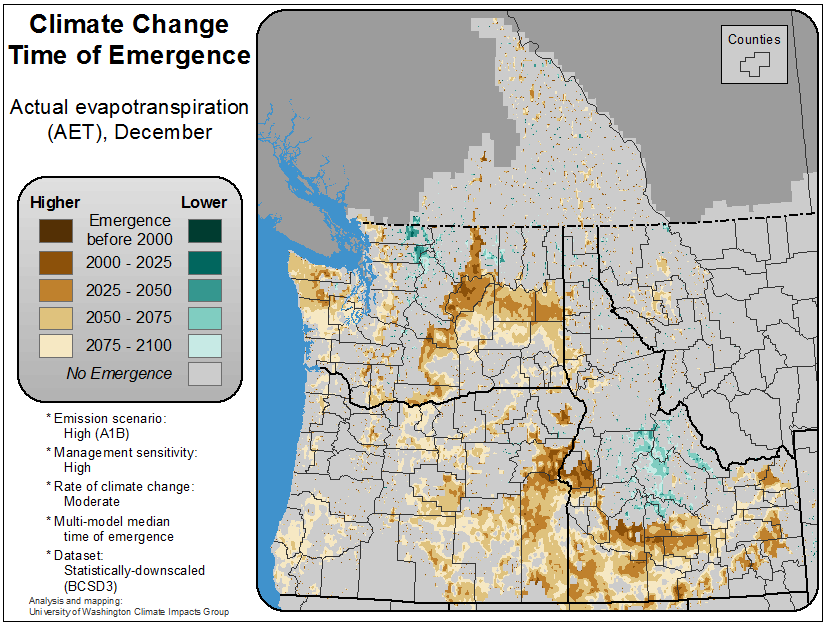 Climate Change
Time of Emergence
Actual evapotranspiration
(AET), December
Higher Lower
Emergence
before 2000
2000 - 2025
2025 - 2050
2050 - 2075
2075 - 2100
No Emergence
* Emission scenario:
High (A1B)
* Management sensitivity:
High
* Rate of climate change:
Moderate
* Multi-model median
time of emergence
* Dataset:
Statistically-downscaled
(BCSD3)
Analysis and mapping:
University of Washington Climate Impacts Group
Counties